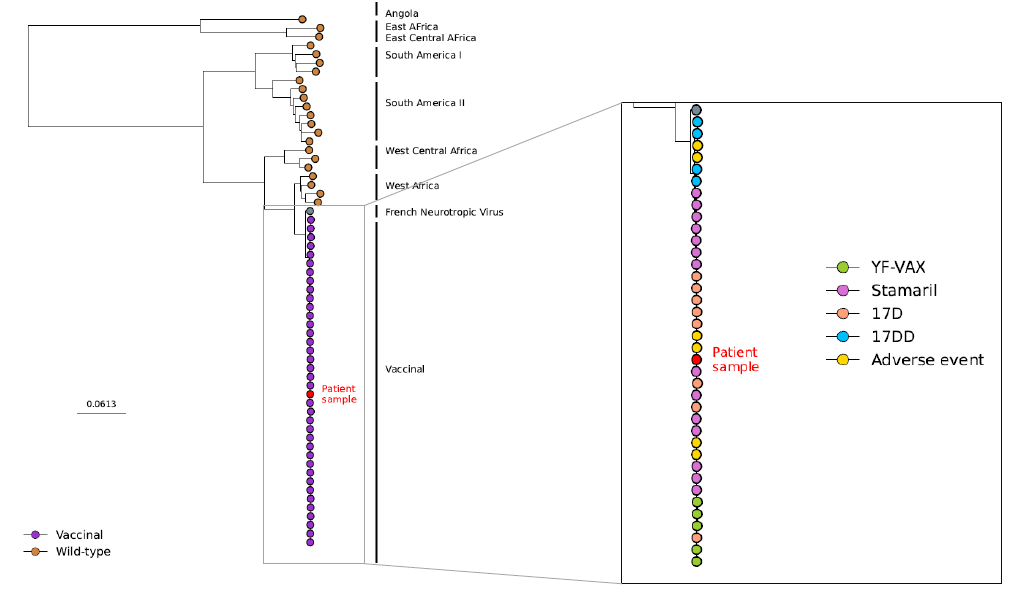 Angola
East AFrica
East Central AFrica
South America I
South America II
West Central Africa
West Africa
French Neurotropic Virus
Vaccinal
Patient
sample
0.0613
Vaccinal
Wild-type
YF-VAX
Stamaril
17D
17DD
Adverse event
Patient
sample